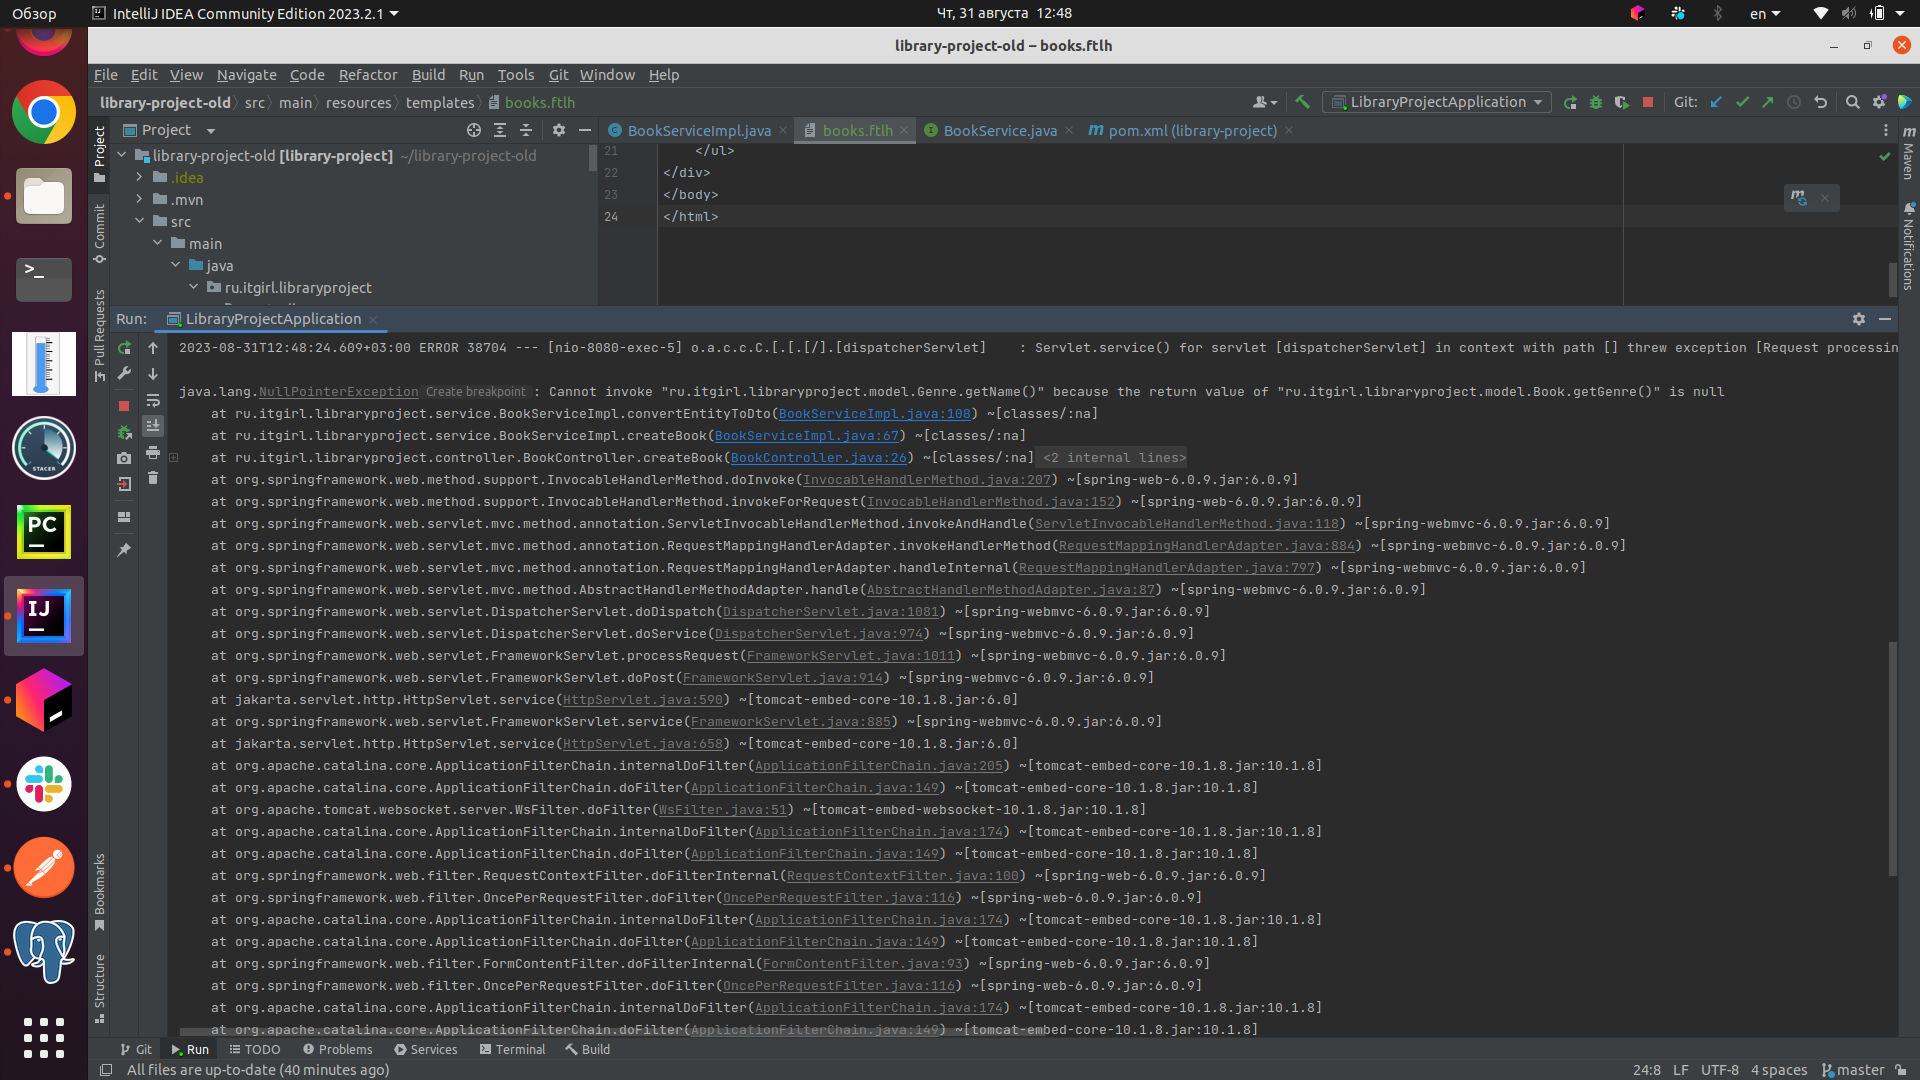 Обзор
IntelliJ IDEA Community Edition 2023.2.1
Чт, 31 августа 12:48
en
library-project-old – books.ftlh
File Edit View Navigate Code Refactor Build Run Tools Git Window Help
library-project-old src main resources templates books.ftlh
LibraryProjectApplication
Git:
Project
BookServiceImpl.java
books.ftlh
BookService.java
pom.xml (library-project)
library-project-old [library-project] ~/library-project-old
.idea
.mvn
src
main
java
ru.itgirl.libraryproject
21 </ul>
22 </div>
23 </body>
24 </html>
Project
Commit
Pull Requests
Bookmarks
Structure
Maven
Notifications
Run: LibraryProjectApplication
2023-08-31T12:48:24.609+03:00 ERROR 38704 --- [nio-8080-exec-5] o.a.c.c.C.[.[.[/].[dispatcherServlet]    : Servlet.service() for servlet [dispatcherServlet] in context with path [] threw exception [Request processin
java.lang.NullPointerException Create breakpoint : Cannot invoke "ru.itgirl.libraryproject.model.Genre.getName()" because the return value of "ru.itgirl.libraryproject.model.Book.getGenre()" is null
at ru.itgirl.libraryproject.service.BookServiceImpl.convertEntityToDto(BookServiceImpl.java:108) ~[classes/:na]
at ru.itgirl.libraryproject.service.BookServiceImpl.createBook(BookServiceImpl.java:67) ~[classes/:na]
at ru.itgirl.libraryproject.controller.BookController.createBook(BookController.java:26) ~[classes/:na] <2 internal lines>
at org.springframework.web.method.support.InvocableHandlerMethod.doInvoke(InvocableHandlerMethod.java:207) ~[spring-web-6.0.9.jar:6.0.9]
at org.springframework.web.method.support.InvocableHandlerMethod.invokeForRequest(InvocableHandlerMethod.java:152) ~[spring-web-6.0.9.jar:6.0.9]
at org.springframework.web.servlet.mvc.method.annotation.ServletInvocableHandlerMethod.invokeAndHandle(ServletInvocableHandlerMethod.java:118) ~[spring-webmvc-6.0.9.jar:6.0.9]
at org.springframework.web.servlet.mvc.method.annotation.RequestMappingHandlerAdapter.invokeHandlerMethod(RequestMappingHandlerAdapter.java:884) ~[spring-webmvc-6.0.9.jar:6.0.9]
at org.springframework.web.servlet.mvc.method.annotation.RequestMappingHandlerAdapter.handleInternal(RequestMappingHandlerAdapter.java:797) ~[spring-webmvc-6.0.9.jar:6.0.9]
at org.springframework.web.servlet.mvc.method.AbstractHandlerMethodAdapter.handle(AbstractHandlerMethodAdapter.java:87) ~[spring-webmvc-6.0.9.jar:6.0.9]
at org.springframework.web.servlet.DispatcherServlet.doDispatch(DispatcherServlet.java:1081) ~[spring-webmvc-6.0.9.jar:6.0.9]
at org.springframework.web.servlet.DispatcherServlet.doService(DispatcherServlet.java:974) ~[spring-webmvc-6.0.9.jar:6.0.9]
at org.springframework.web.servlet.FrameworkServlet.processRequest(FrameworkServlet.java:1011) ~[spring-webmvc-6.0.9.jar:6.0.9]
at org.springframework.web.servlet.FrameworkServlet.doPost(FrameworkServlet.java:914) ~[spring-webmvc-6.0.9.jar:6.0.9]
at jakarta.servlet.http.HttpServlet.service(HttpServlet.java:590) ~[tomcat-embed-core-10.1.8.jar:6.0]
at org.springframework.web.servlet.FrameworkServlet.service(FrameworkServlet.java:885) ~[spring-webmvc-6.0.9.jar:6.0.9]
at jakarta.servlet.http.HttpServlet.service(HttpServlet.java:658) ~[tomcat-embed-core-10.1.8.jar:6.0]
at org.apache.catalina.core.ApplicationFilterChain.internalDoFilter(ApplicationFilterChain.java:205) ~[tomcat-embed-core-10.1.8.jar:10.1.8]
at org.apache.catalina.core.ApplicationFilterChain.doFilter(ApplicationFilterChain.java:149) ~[tomcat-embed-core-10.1.8.jar:10.1.8]
at org.apache.tomcat.websocket.server.WsFilter.doFilter(WsFilter.java:51) ~[tomcat-embed-websocket-10.1.8.jar:10.1.8]
at org.apache.catalina.core.ApplicationFilterChain.internalDoFilter(ApplicationFilterChain.java:174) ~[tomcat-embed-core-10.1.8.jar:10.1.8]
at org.apache.catalina.core.ApplicationFilterChain.doFilter(ApplicationFilterChain.java:149) ~[tomcat-embed-core-10.1.8.jar:10.1.8]
at org.springframework.web.filter.RequestContextFilter.doFilterInternal(RequestContextFilter.java:100) ~[spring-web-6.0.9.jar:6.0.9]
at org.springframework.web.filter.OncePerRequestFilter.doFilter(OncePerRequestFilter.java:116) ~[spring-web-6.0.9.jar:6.0.9]
at org.apache.catalina.core.ApplicationFilterChain.internalDoFilter(ApplicationFilterChain.java:174) ~[tomcat-embed-core-10.1.8.jar:10.1.8]
at org.apache.catalina.core.ApplicationFilterChain.doFilter(ApplicationFilterChain.java:149) ~[tomcat-embed-core-10.1.8.jar:10.1.8]
at org.springframework.web.filter.FormContentFilter.doFilterInternal(FormContentFilter.java:93) ~[spring-web-6.0.9.jar:6.0.9]
at org.springframework.web.filter.OncePerRequestFilter.doFilter(OncePerRequestFilter.java:116) ~[spring-web-6.0.9.jar:6.0.9]
at org.apache.catalina.core.ApplicationFilterChain.internalDoFilter(ApplicationFilterChain.java:174) ~[tomcat-embed-core-10.1.8.jar:10.1.8]
at org.apache.catalina.core.ApplicationFilterChain.doFilter(ApplicationFilterChain.java:149) ~[tomcat-embed-core-10.1.8.jar:10.1.8]
STACER
PC
IJ
Git Run TODO Problems Services Terminal Build
All files are up-to-date (40 minutes ago)
24:8 LF UTF-8 4 spaces master